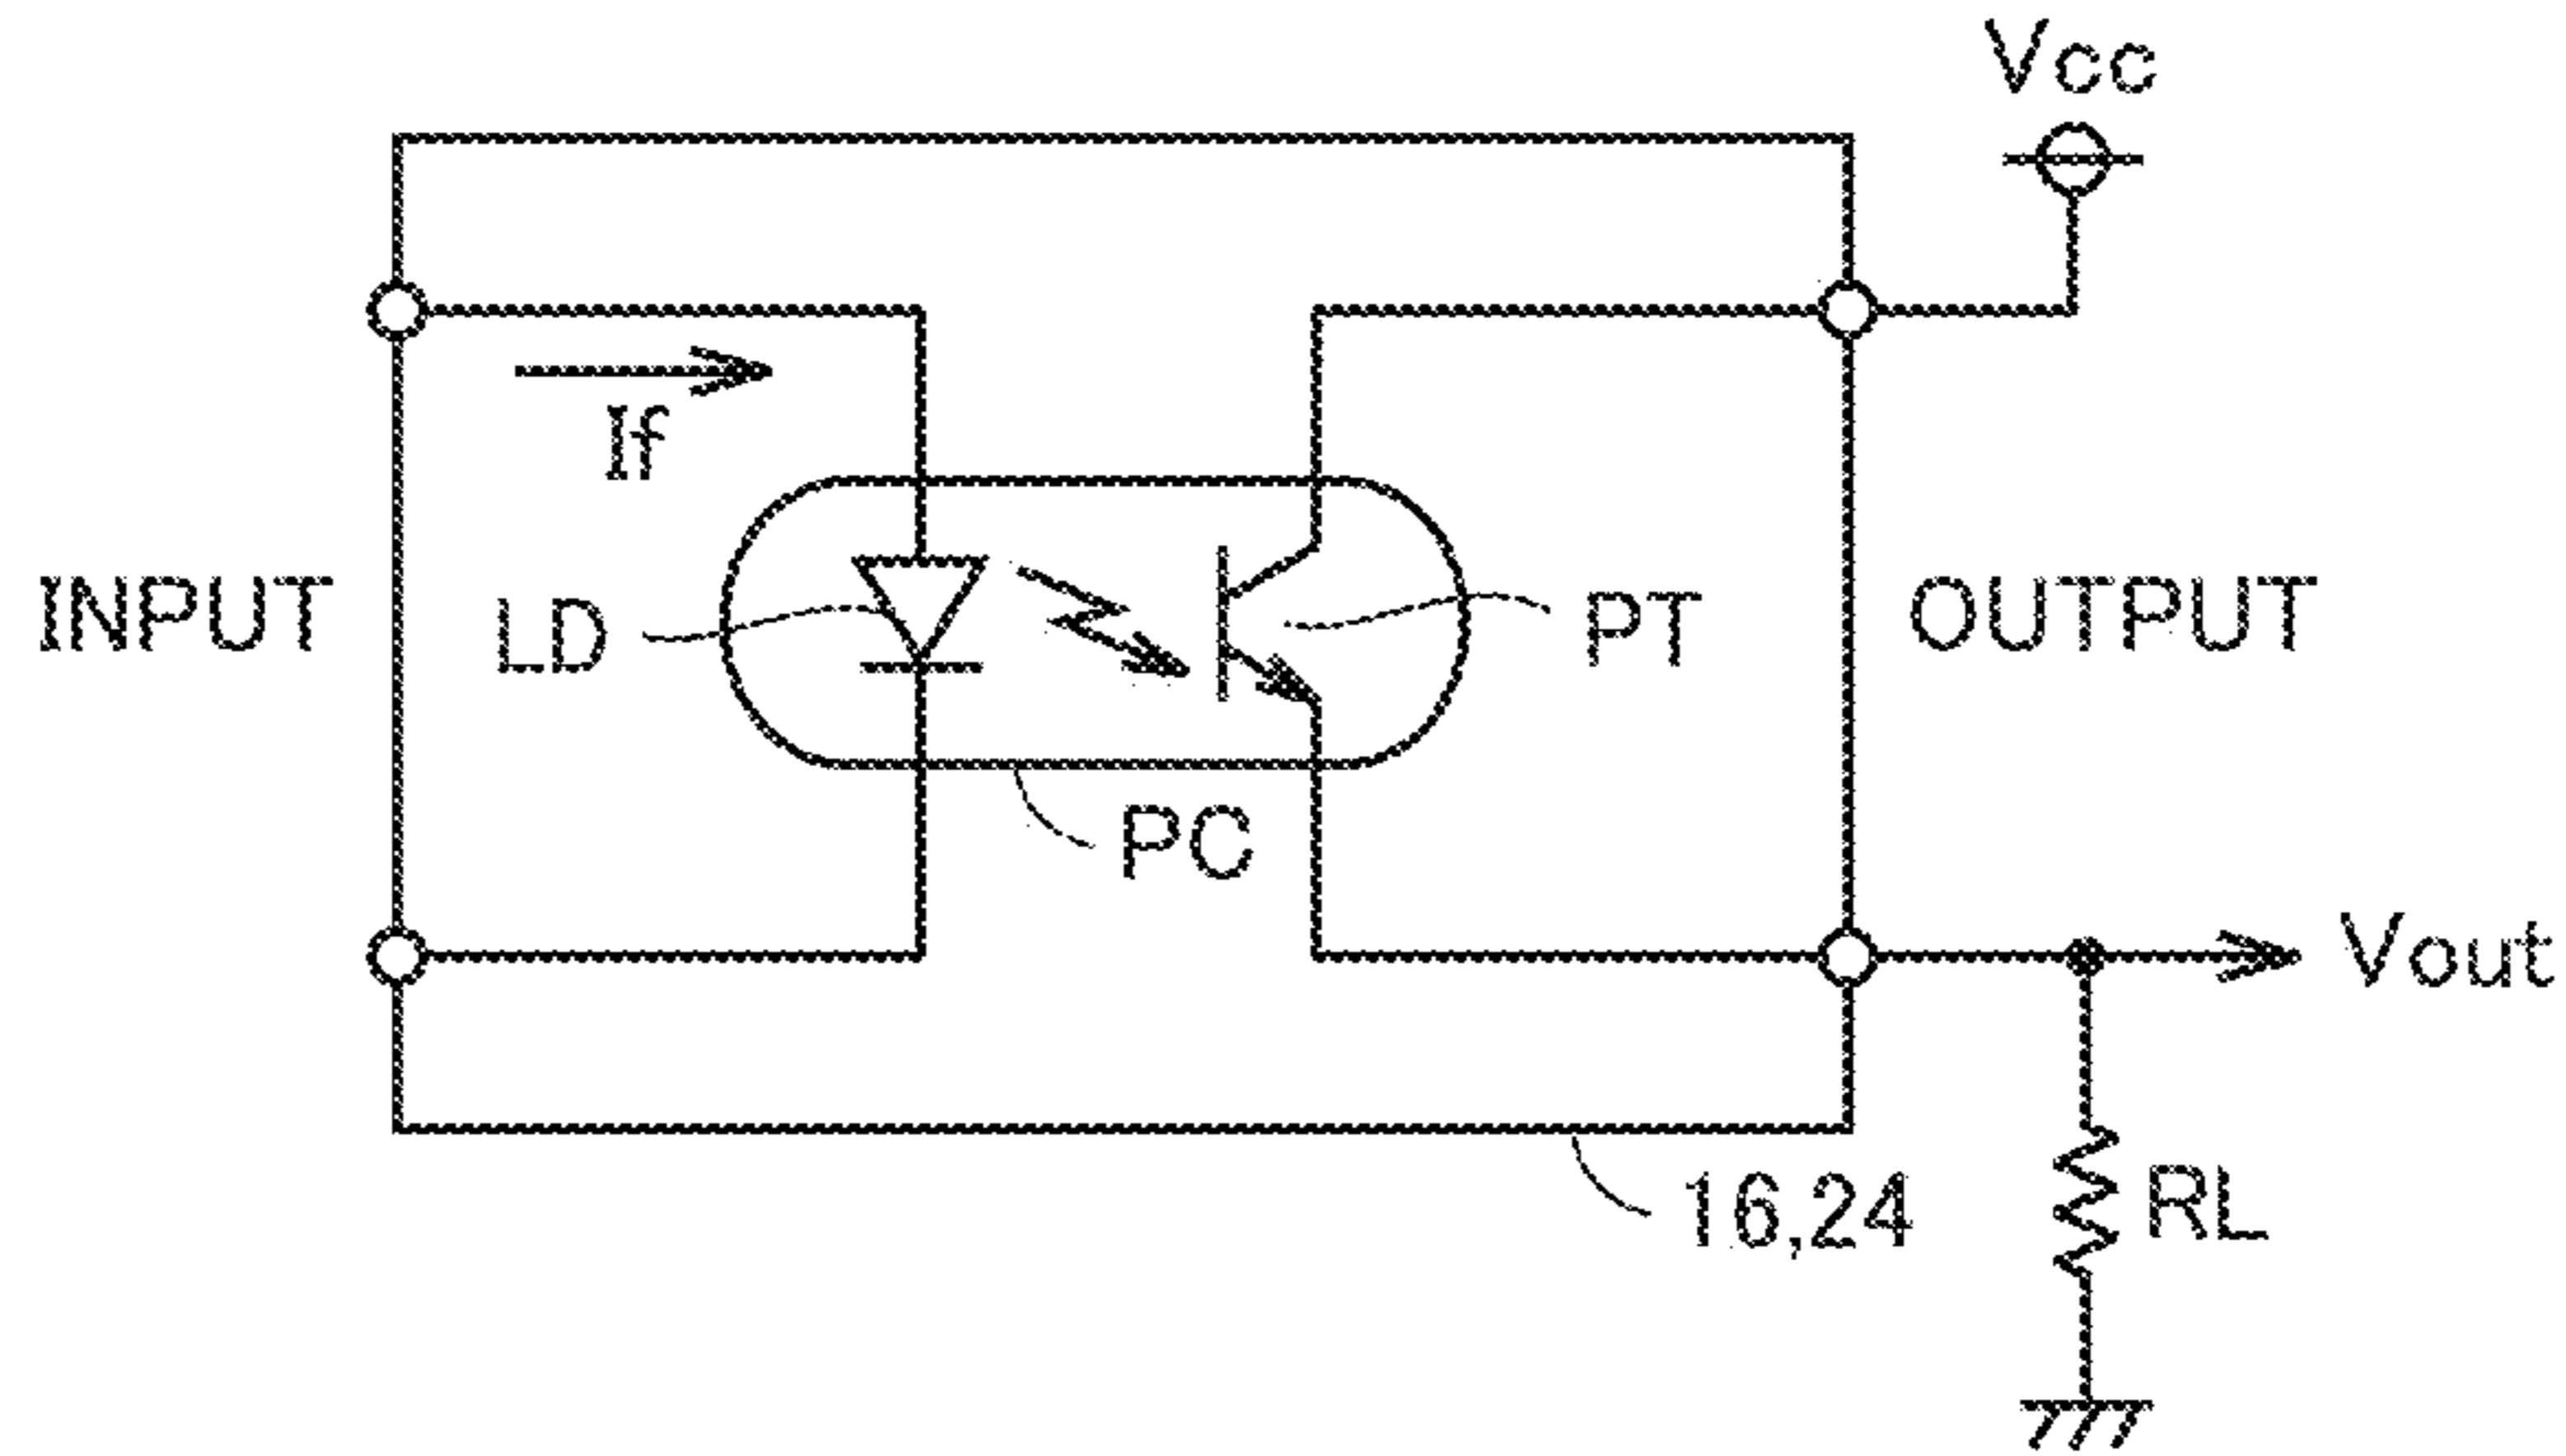 Vcc
If
INPUT
LD
PT
OUTPUT
PC
Vout
16,24
RL